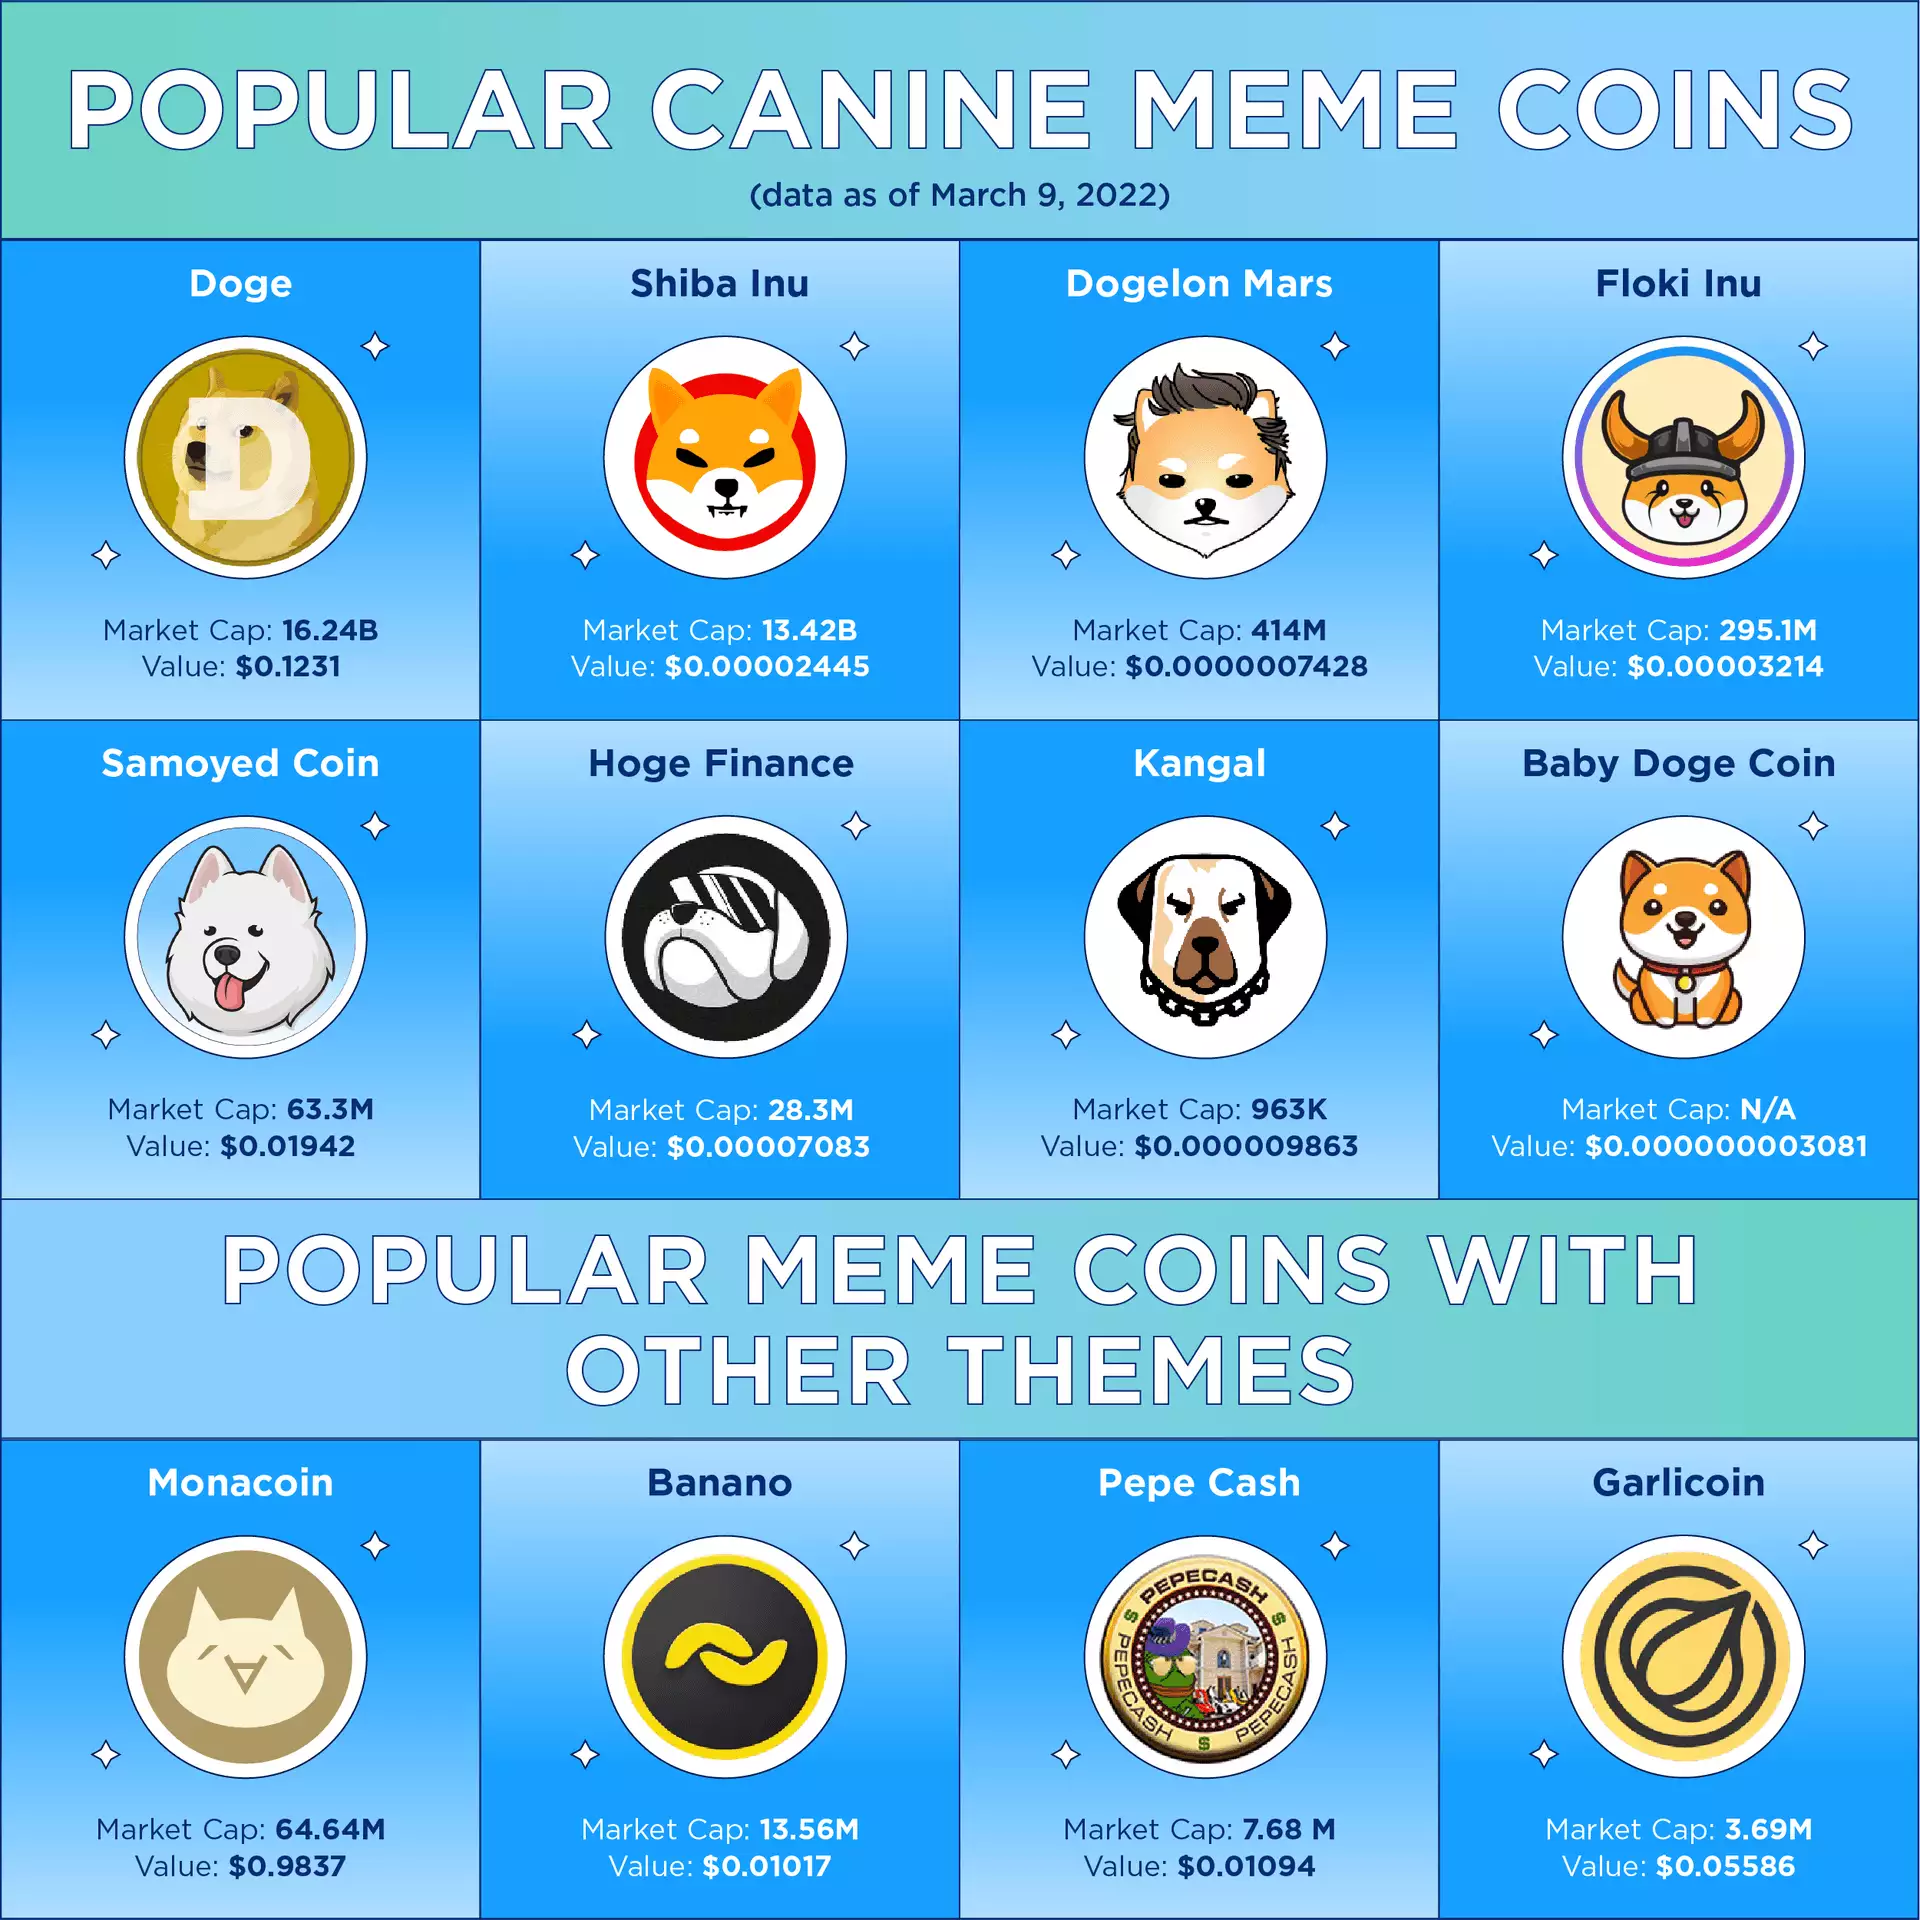 POPULAR CANINE MEME COINS
(data as of March 9, 2022)
Doge
D
Market Cap: 16.24B
Value: $0.1231
Shiba Inu
Market Cap: 13.42B
Value: $0.00002445
Dogelon Mars
Market Cap: 414M
Value: $0.0000007428
Floki Inu
Market Cap: 295.1M
Value: $0.00003214
Samoyed Coin
Market Cap: 63.3M
Value: $0.01942
Hoge Finance
Market Cap: 28.3M
Value: $0.00007083
Kangal
Market Cap: 963K
Value: $0.000009863
Baby Doge Coin
Market Cap: N/A
Value: $0.000000003081
POPULAR MEME COINS WITH
OTHER THEMES
Monacoin
Market Cap: 64.64M
Value: $0.9837
Banano
Market Cap: 13.56M
Value: $0.01017
Pepe Cash
PEPECASH $ PEPECASH $ PEPECASH $
Market Cap: 7.68 M
Value: $0.01094
Garlicoin
Market Cap: 3.69M
Value: $0.05586